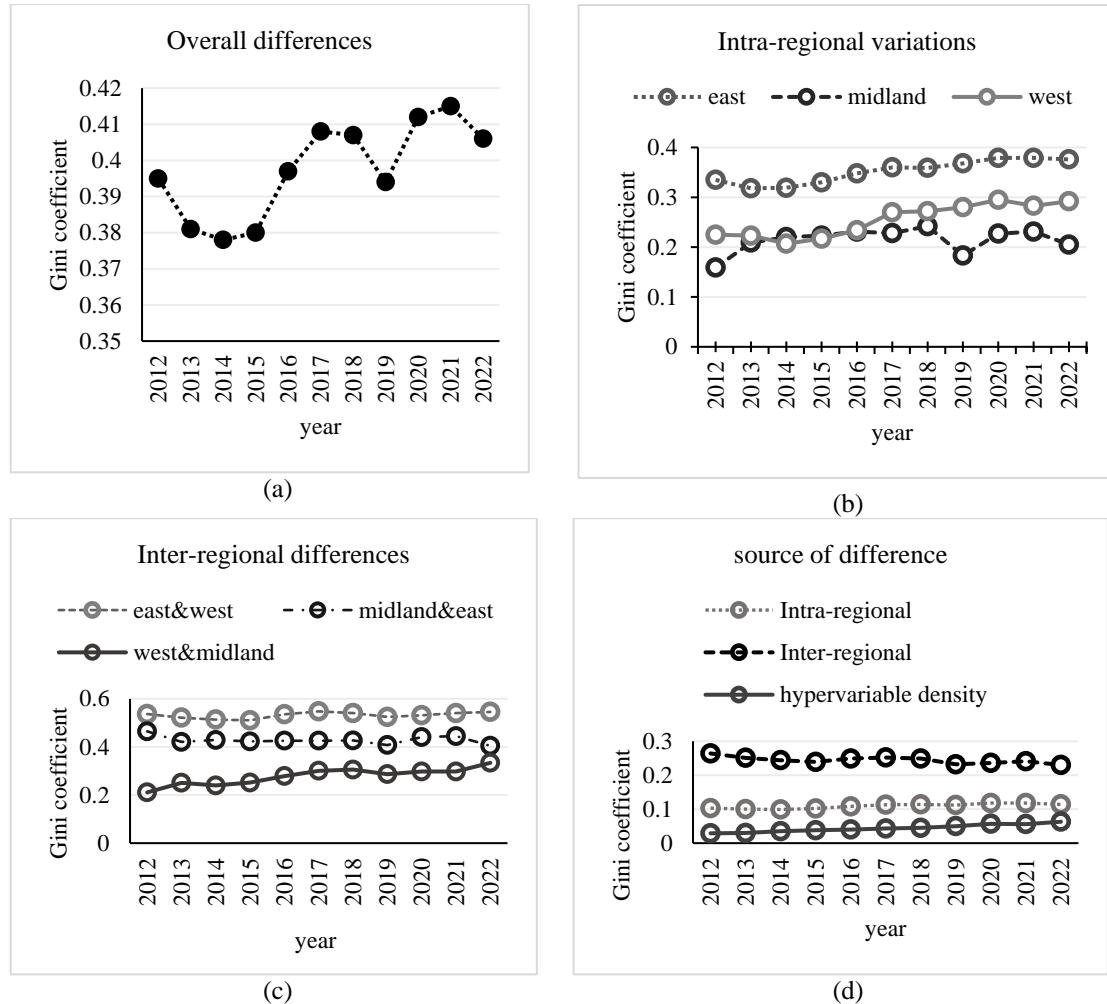 Overall differences
0.42
0.41
0.4
0.39
0.38
0.37
0.36
0.35
Gini coefficient
2012 2013 2014 2015 2016 2017 2018 2019 2020 2021 2022
year
(a)
Intra-regional variations
east midland west
0.4
0.3
0.2
0.1
0
Gini coefficient
2012 2013 2014 2015 2016 2017 2018 2019 2020 2021 2022
year
(b)
Inter-regional differences
east&west midland&east
west&midland
0.6
0.4
0.2
0
Gini coefficient
2012 2013 2014 2015 2016 2017 2018 2019 2020 2021 2022
year
(c)
source of difference
Intra-regional
Inter-regional
hypervariable density
0.3
0.2
0.1
0
Gini coefficient
2012 2013 2014 2015 2016 2017 2018 2019 2020 2021 2022
year
(d)